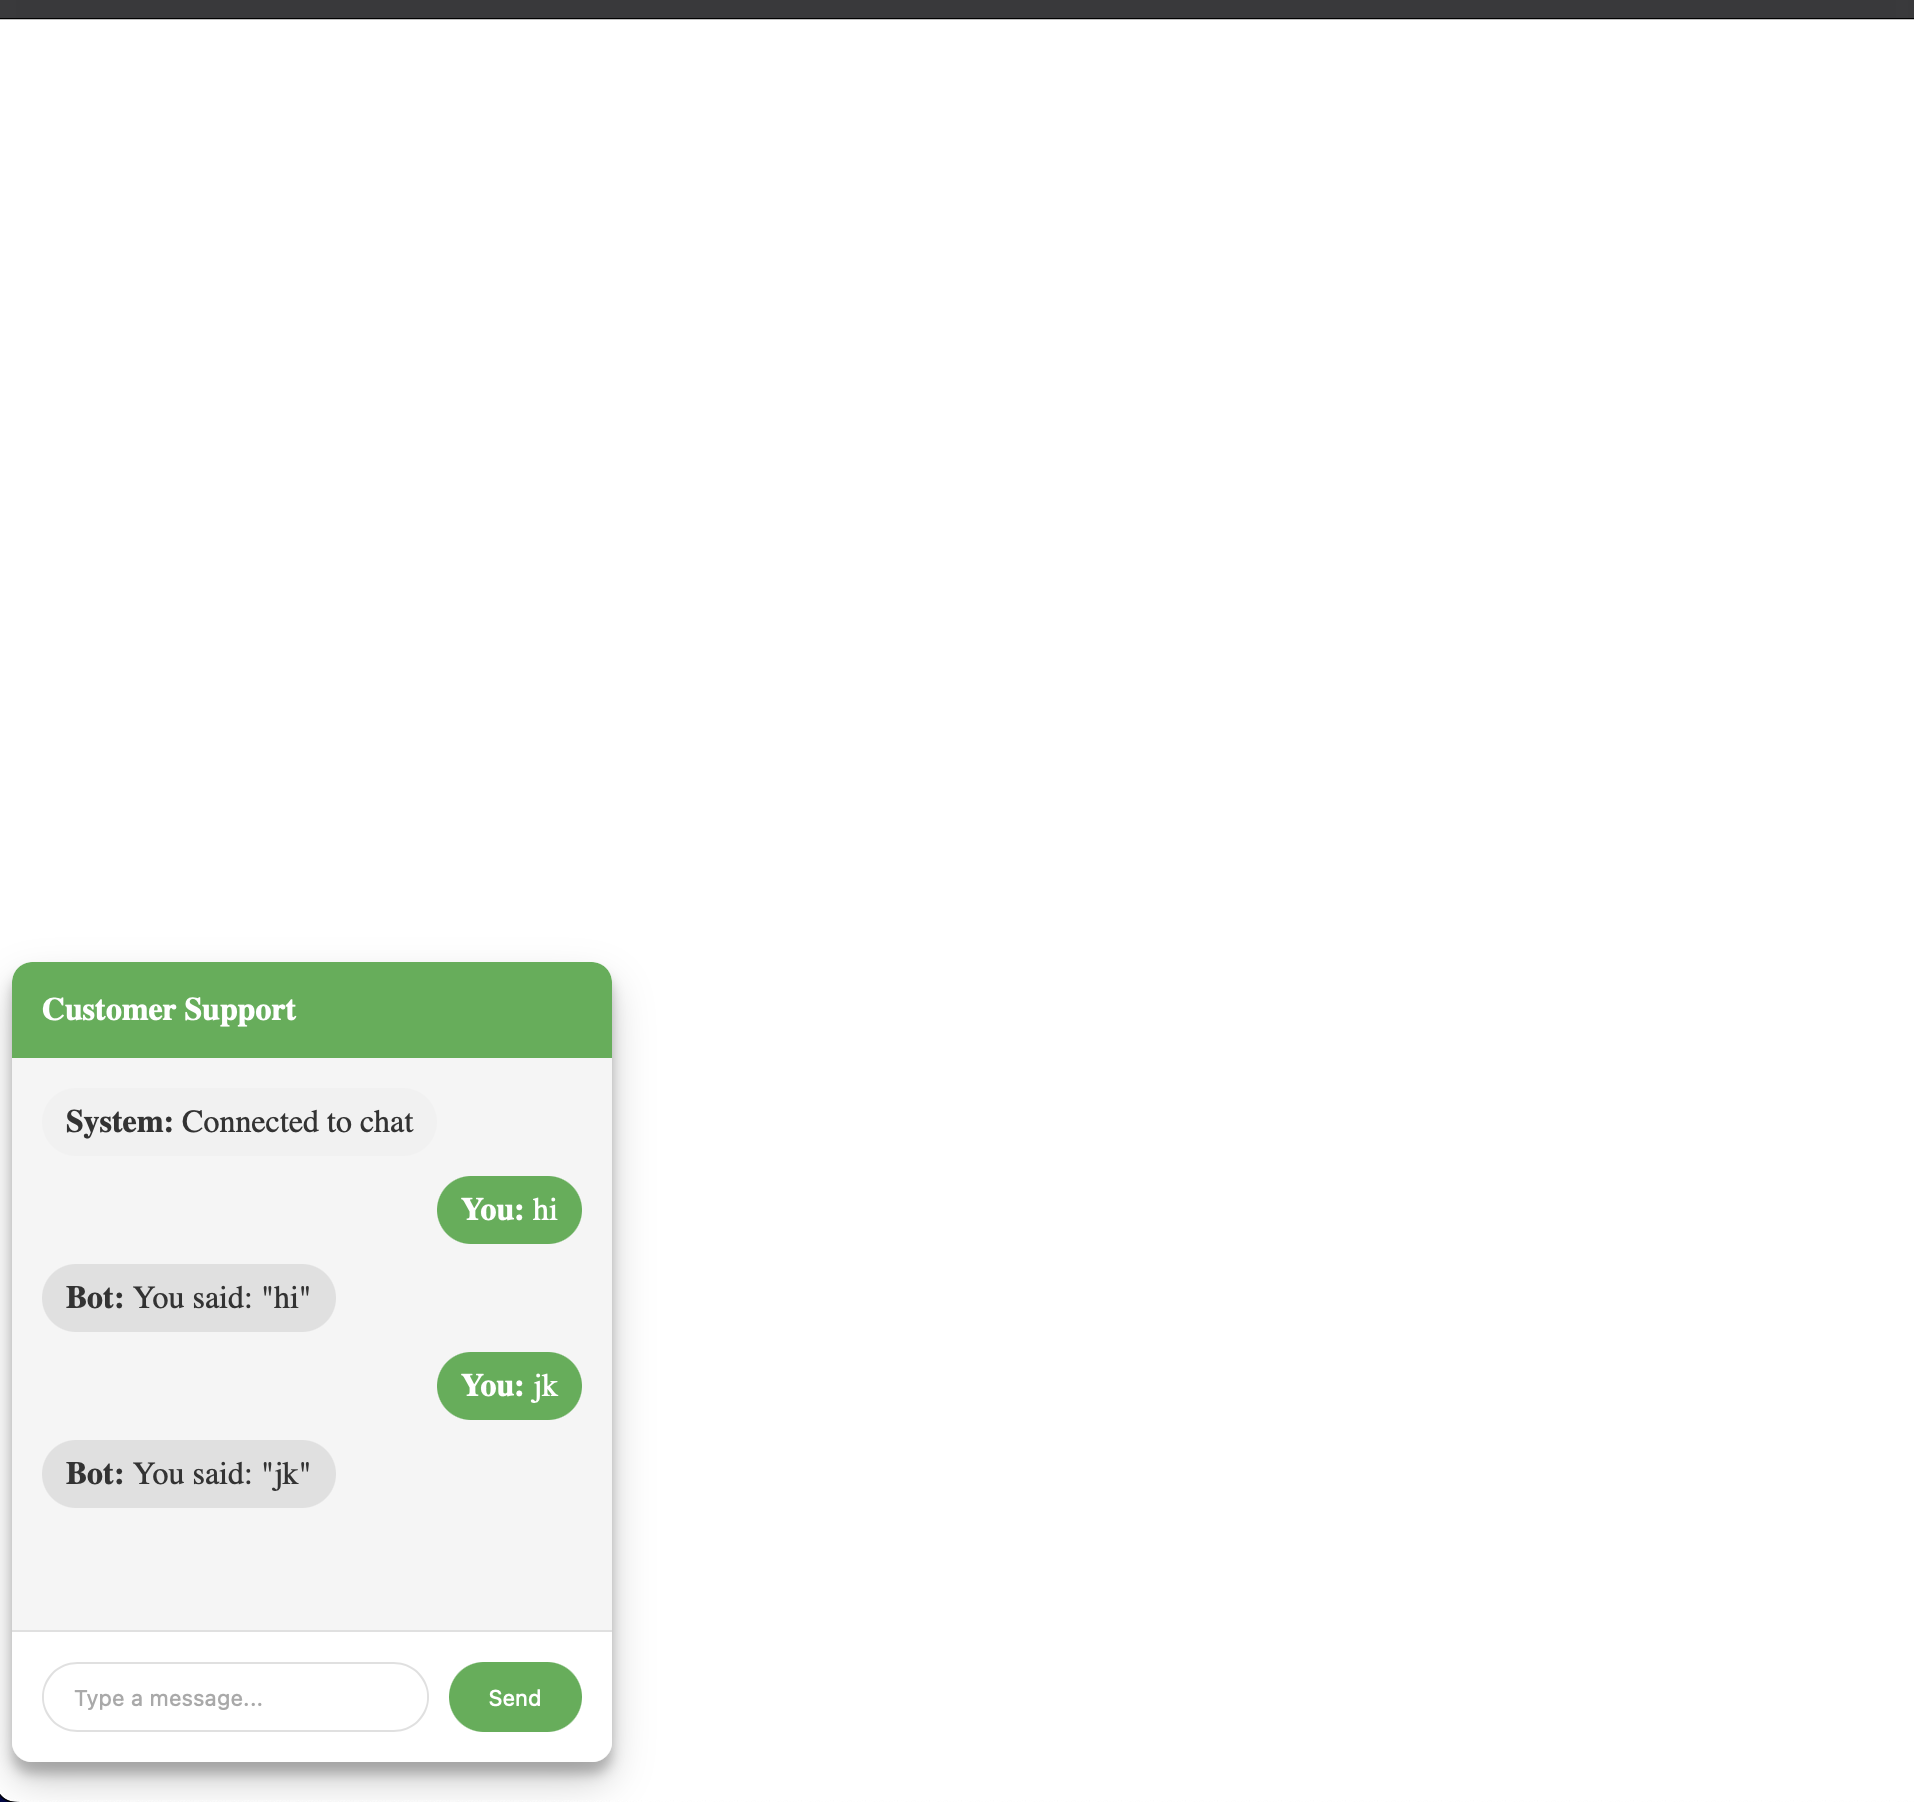 Customer Support
System: Connected to chat
You: hi
Bot: You said: "hi"
You: jk
Bot: You said: "jk"
Type a message...
Send